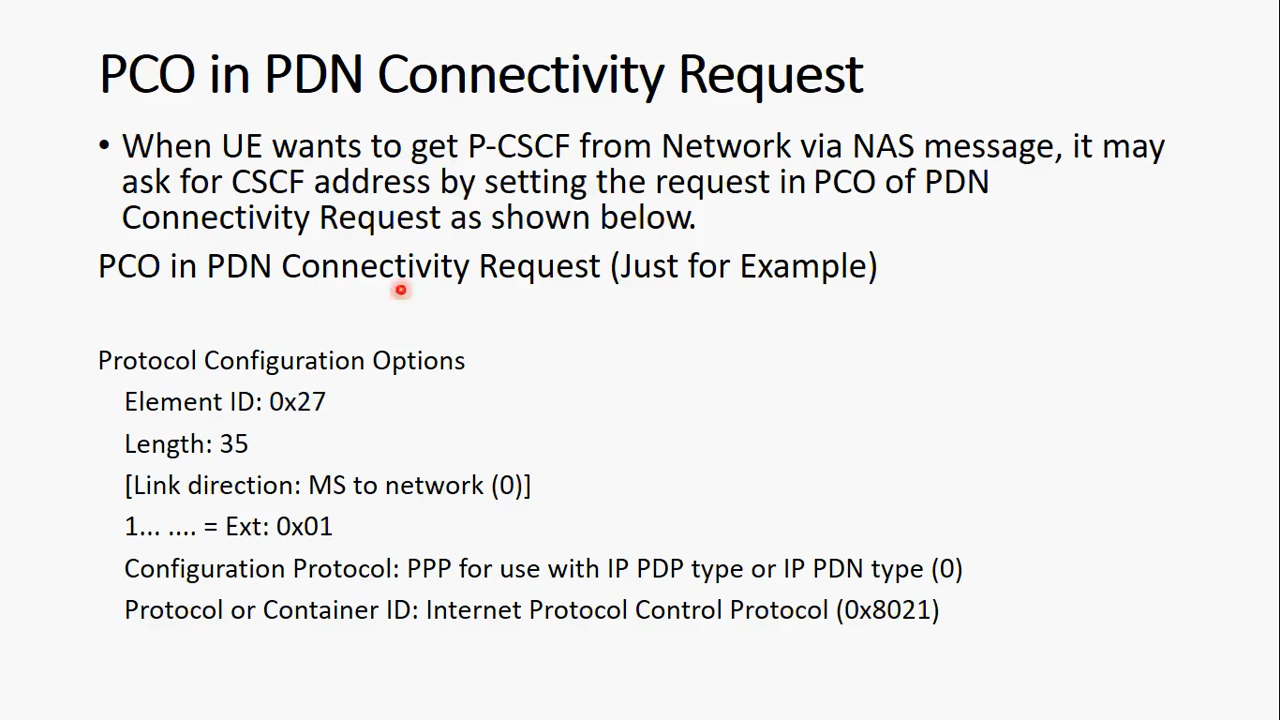 PCO in PDN Connectivity Request
• When UE wants to get P-CSCF from Network via NAS message, it may
ask for CSCF address by setting the request in PCO of PDN
Connectivity Request as shown below.
PCO in PDN Connectivity Request (Just for Example)
Protocol Configuration Options
Element ID: 0x27
Length: 35
[Link direction: MS to network (0)]
1... .... = Ext: 0x01
Configuration Protocol: PPP for use with IP PDP type or IP PDN type (0)
Protocol or Container ID: Internet Protocol Control Protocol (0x8021)